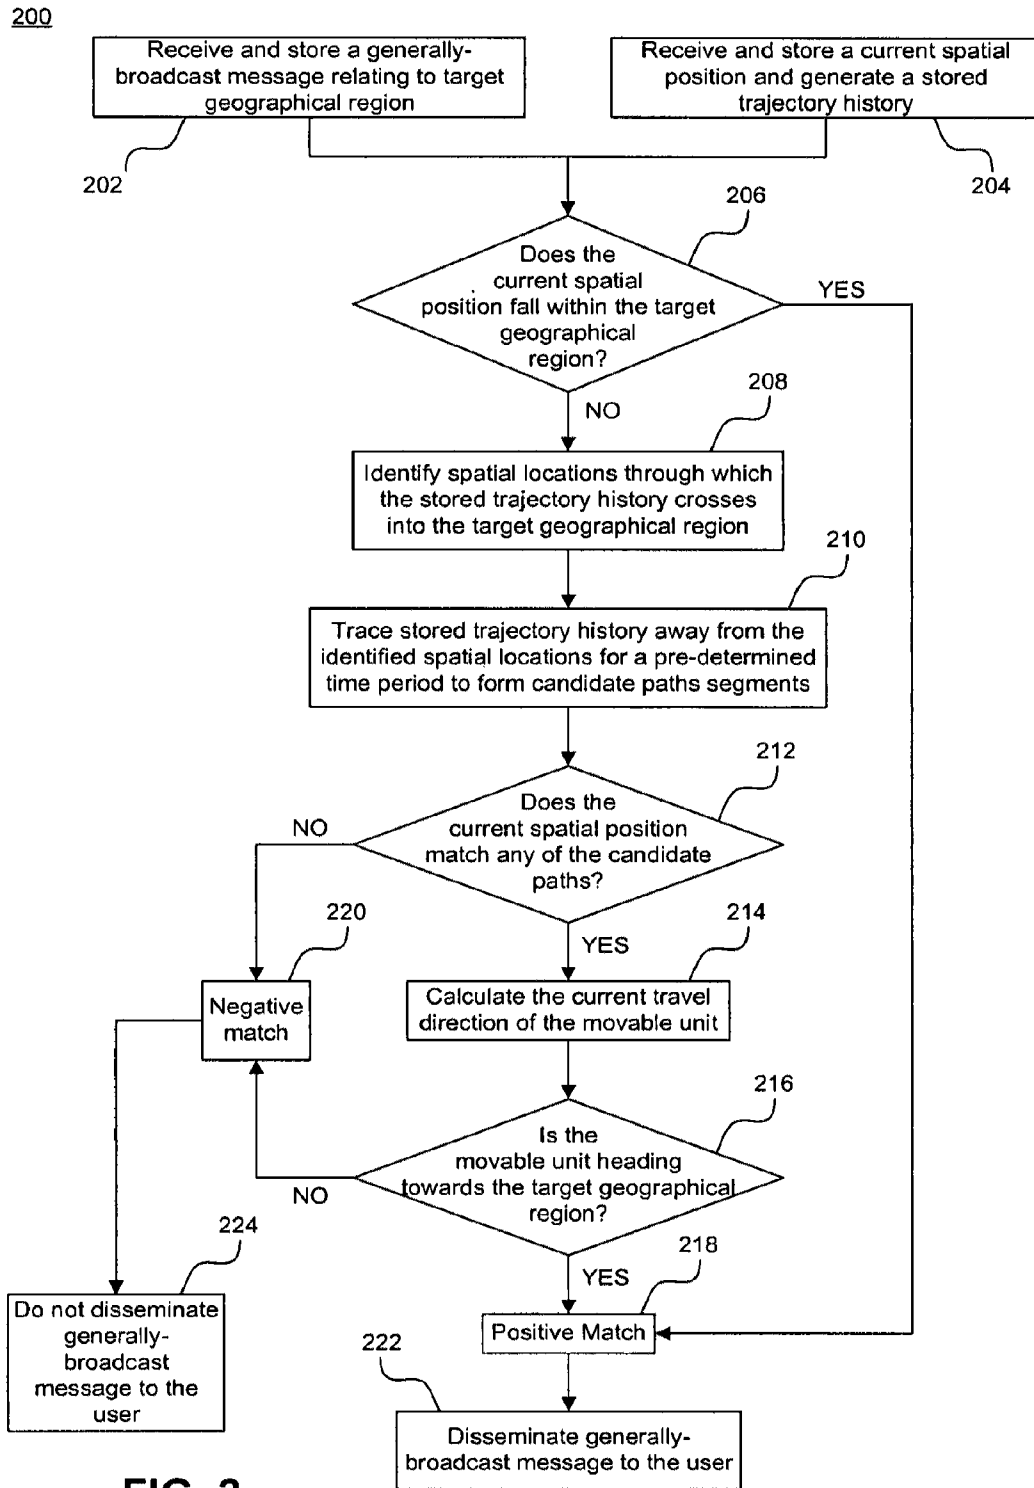 200
Receive and store a generally-
broadcast message relating to target
geographical region
Receive and store a current spatial
position and generate a stored
trajectory history
202
204
206
Does the
current spatial
position fall within the target
geographical
region?
YES
NO
208
Identify spatial locations through which
the stored trajectory history crosses
into the target geographical region
210
Trace stored trajectory history away from the
identified spatial locations for a pre-determined
time period to form candidate paths segments
212
Does the
current spatial position
match any of the candidate
paths?
NO
YES
220
214
Negative
match
Calculate the current travel
direction of the movable unit
216
Is the
movable unit heading
towards the target geographical
region?
NO
YES
224
218
Do not disseminate
generally-
broadcast
message to the
user
Positive Match
222
Disseminate generally-
broadcast message to the user
FIG.